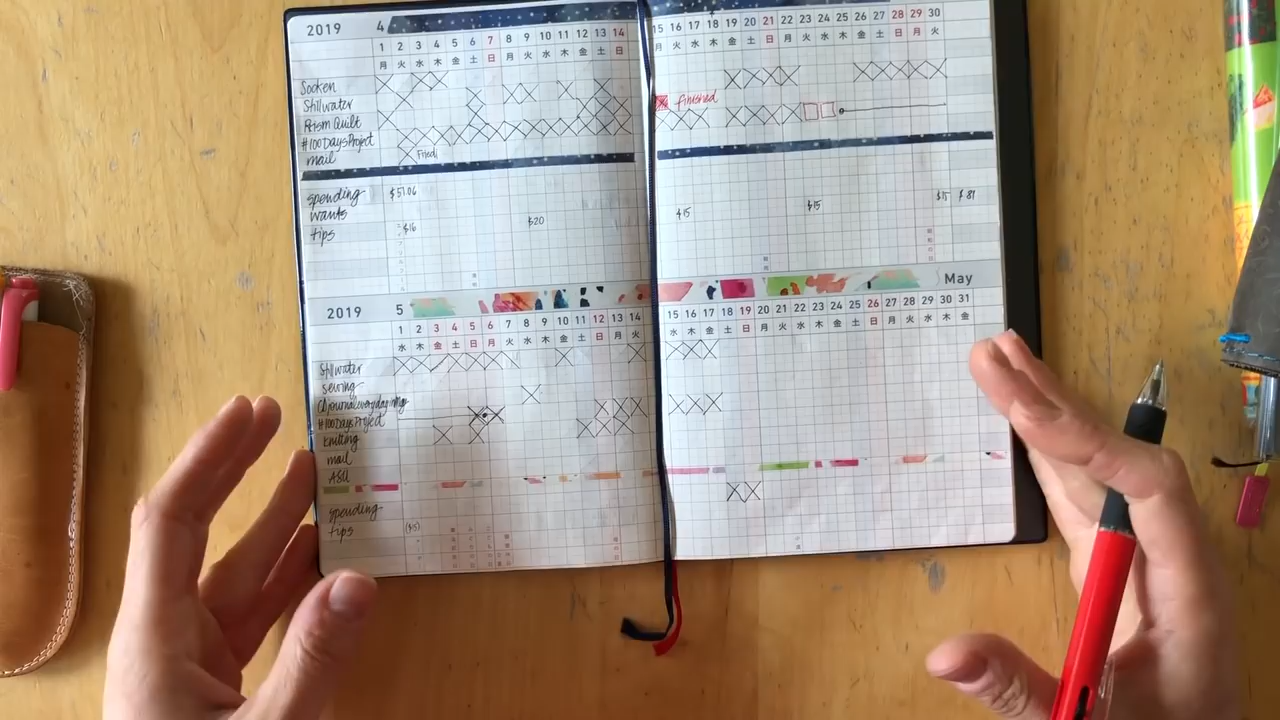 2019 4
1 2 3 4 5 6 7 8 9 10 11 12 13 14 15 16 17 18 19 20 21 22 23 24 25 26 27 28 29 30
月 火 水 木 金 土 日 月 火 水 木 金 土 日 月 火 水 木 金 土 日 月 火 水 木 金 土 日 月 火
Socken
Stillwater finished
Prism Quilt
#100DaysProject
mail
spending $51.06 $15 $81
wants $15 $15
tips $16 $20
2019 5 May
1 2 3 4 5 6 7 8 9 10 11 12 13 14 15 16 17 18 19 20 21 22 23 24 25 26 27 28 29 30 31
水 木 金 土 日 月 火 水 木 金 土 日 月 火 水 木 金 土 日 月 火 水 木 金 土 日 月 火 水 木 金
Stillwater
sewing
#100DaysProject
knitting
mail
spending
tips ($5)